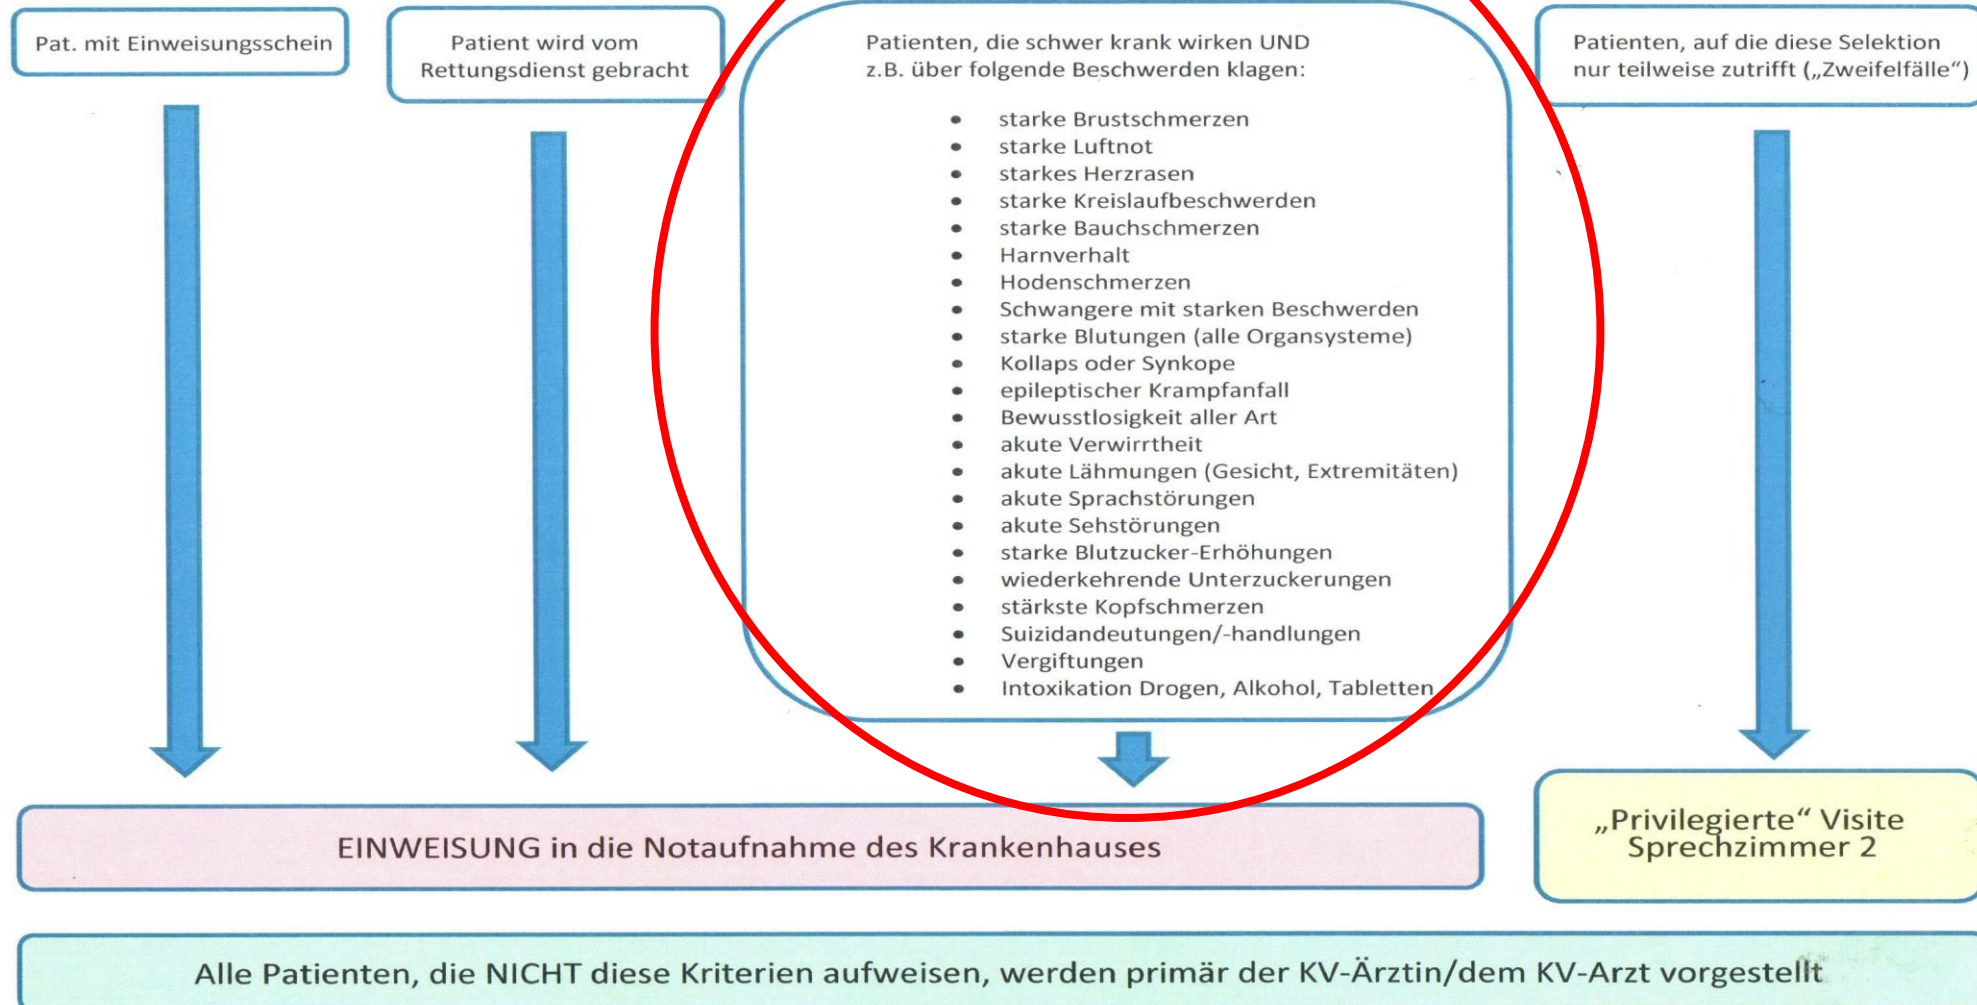 Pat. mit Einweisungsschein
Patient wird vom
Rettungsdienst gebracht
Patienten, die schwer krank wirken UND
z.B. über folgende Beschwerden klagen:
• starke Brustschmerzen
• starke Luftnot
• starkes Herzrasen
• starke Kreislaufbeschwerden
• starke Bauchschmerzen
• Harnverhalt
• Hodenschmerzen
• Schwangere mit starken Beschwerden
• starke Blutungen (alle Organsysteme)
• Kollaps oder Synkope
• epileptischer Krampfanfall
• Bewusstlosigkeit aller Art
• akute Verwirrtheit
• akute Lähmungen (Gesicht, Extremitäten)
• akute Sprachstörungen
• akute Sehstörungen
• starke Blutzucker-Erhöhungen
• wiederkehrende Unterzuckerungen
• stärkste Kopfschmerzen
• Suizidandeutungen/-handlungen
• Vergiftungen
• Intoxikation Drogen, Alkohol, Tabletten
Patienten, auf die diese Selektion
nur teilweise zutrifft („Zweifelfälle“)
EINWEISUNG in die Notaufnahme des Krankenhauses
„Privilegierte“ Visite
Sprechzimmer 2
Alle Patienten, die NICHT diese Kriterien aufweisen, werden primär der KV-Ärztin/dem KV-Arzt vorgestellt